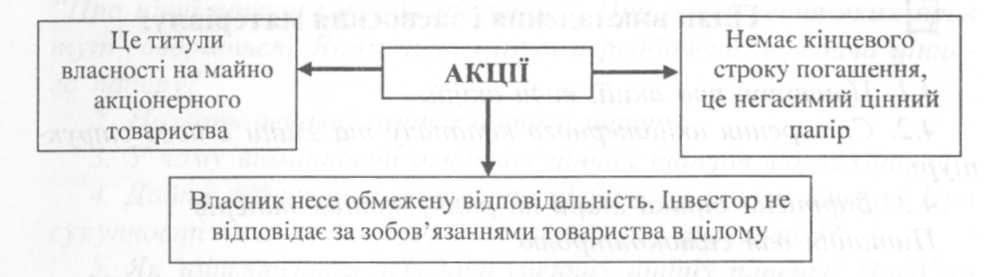 АКЦІЇ
Це титул
власності на майно
акціонерного
товариства
Немає кінцевого
строку погашення,
це негасимий цінний
папір
Власник несе обмежену відповідальність. Інвестор не
відповідає за зобов’язаннями товариства в цілому